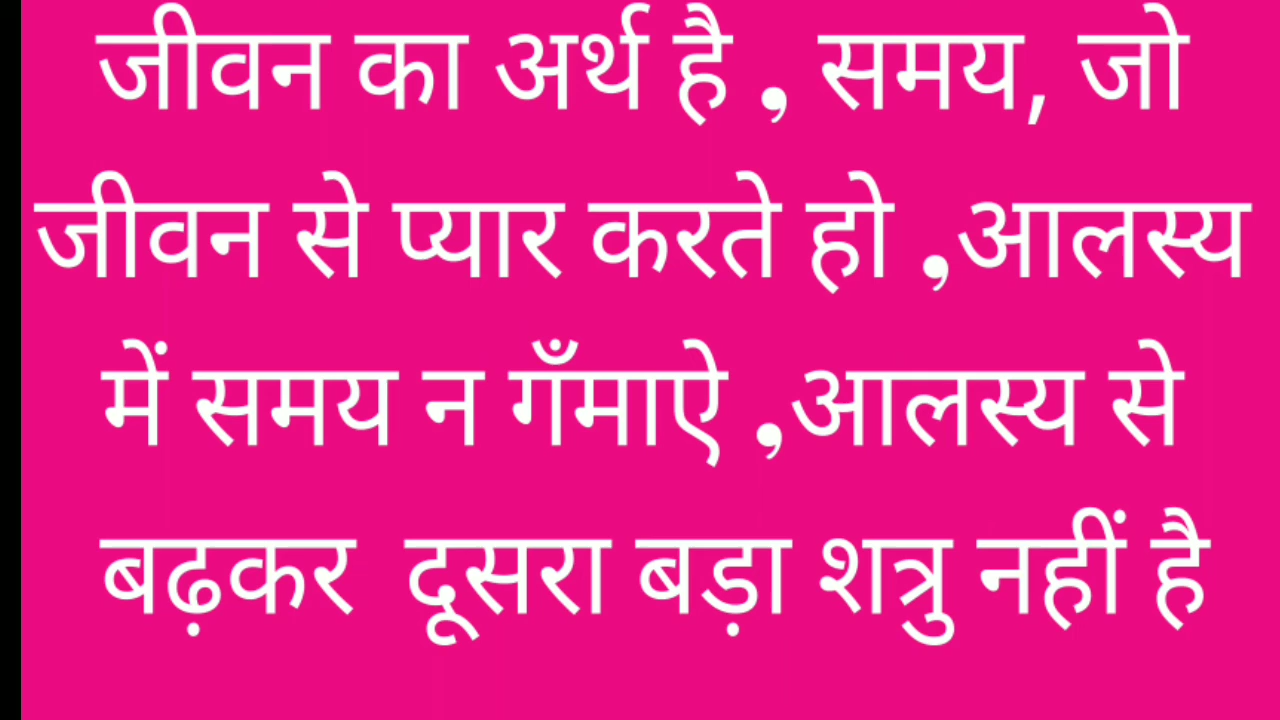 जीवन का अर्थ है , समय, जो
जीवन से प्यार करते हो ,आलस्य
में समय न गँमाऐ ,आलस्य से
बढ़कर दूसरा बड़ा शत्रु नहीं है